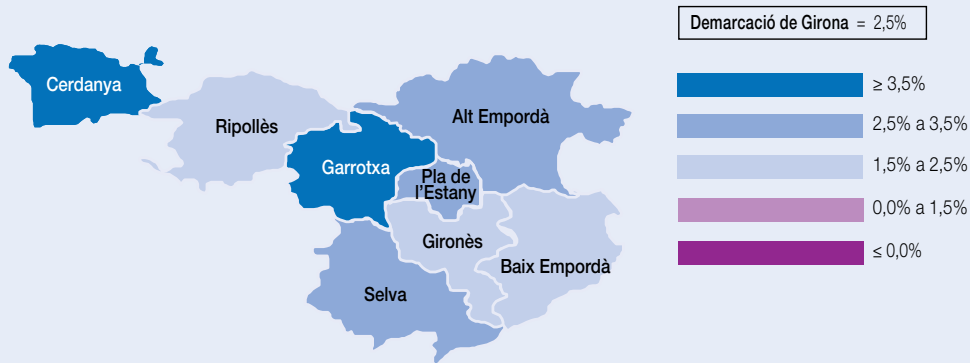 Demarcació de Girona = 2,5%
Cerdanya
Ripollès
Alt Empordà
Garrotxa
Pla de
l'Estany
Gironès
Baix Empordà
Selva
≥ 3,5%
2,5% a 3,5%
1,5% a 2,5%
0,0% a 1,5%
≤ 0,0%